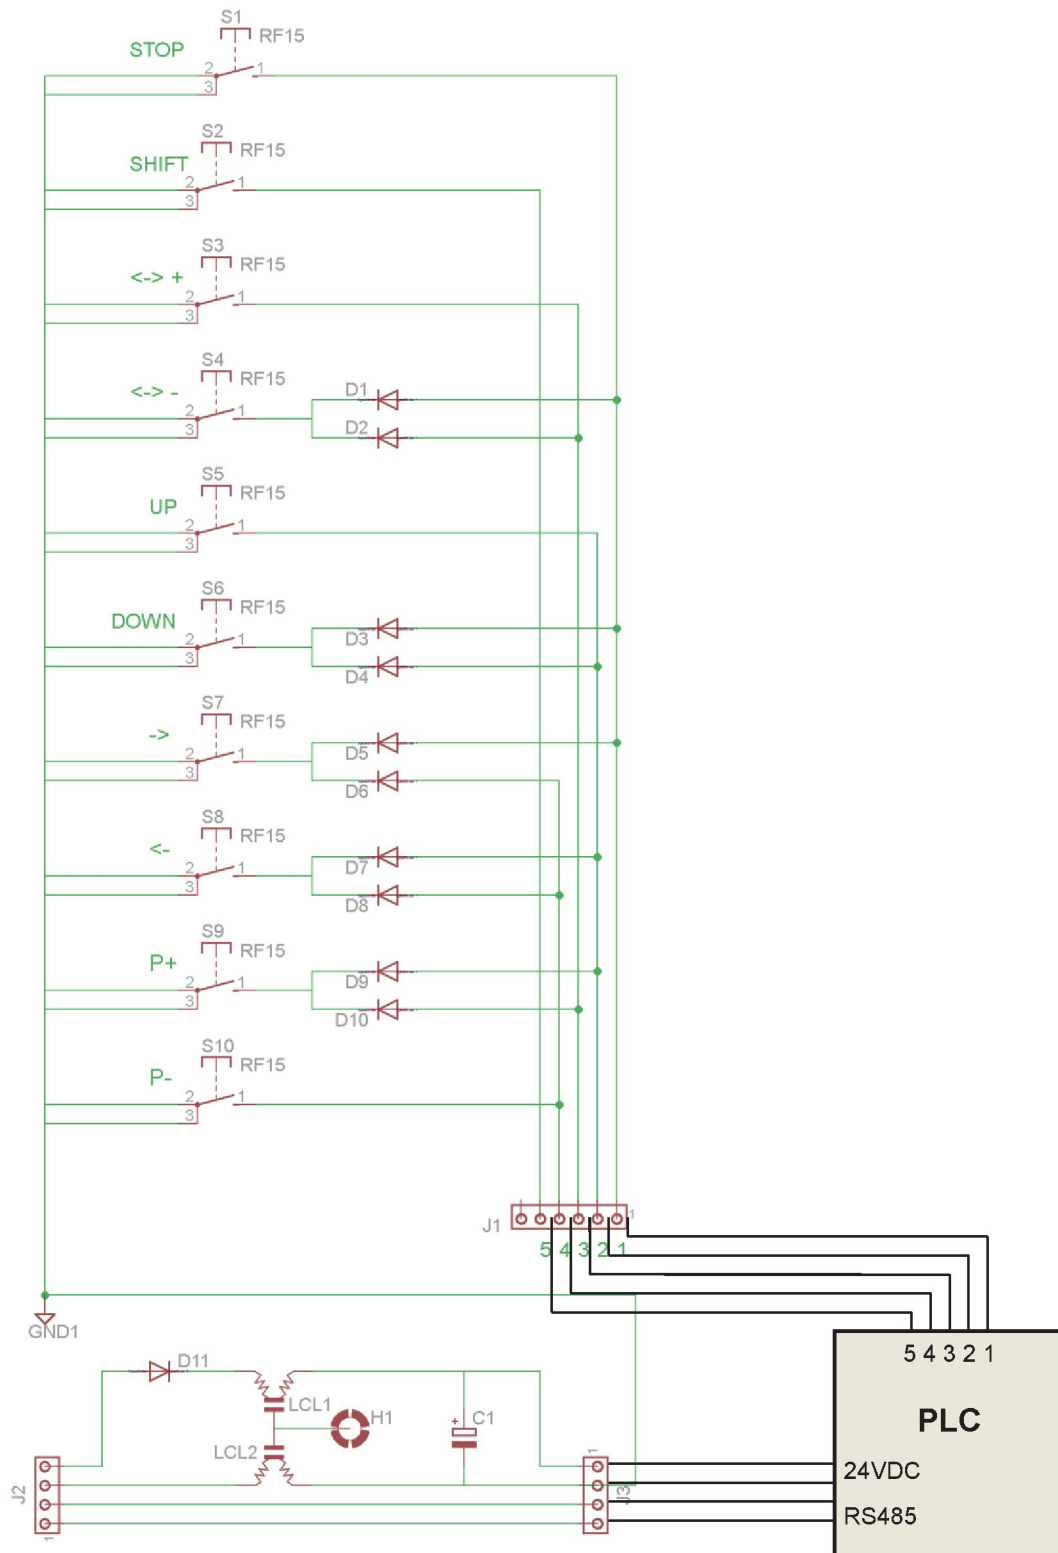 S1
RF15
STOP
2 1
3
S2
RF15
SHIFT
2 1
3
S3
RF15
<-> +
2 1
3
S4
RF15
<-> -
D1
2 1
3
D2
S5
RF15
UP
2 1
3
S6
RF15
DOWN
D3
2 1
3
D4
S7
RF15
->
D5
2 1
3
D6
S8
RF15
<-
D7
2 1
3
D8
S9
RF15
P+
D9
2 1
3
D10
S10
RF15
P-
2 1
3
J1
1
5 4 3 2 1
GND1
5 4 3 2 1
PLC
D11
LCL1
H1
C1
+
LCL2
1
24VDC
J2
J3
RS485
1